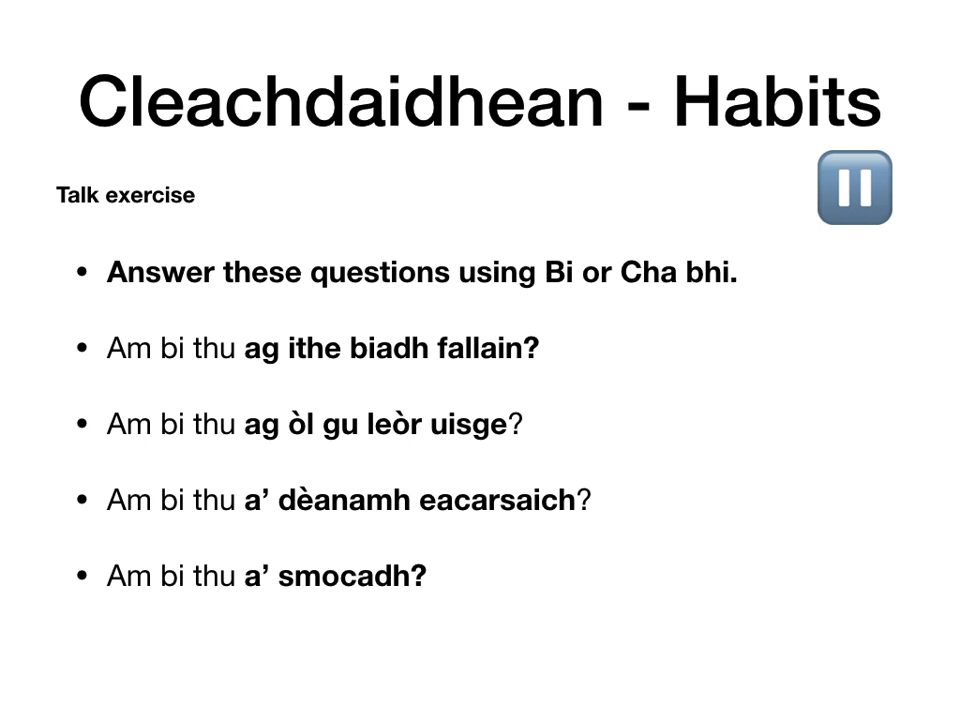 Cleachdaidhean - Habits
Talk exercise
• Answer these questions using Bi or Cha bhi.
• Am bi thu ag ithe biadh fallain?
• Am bi thu ag òl gu leòr uisge?
• Am bi thu a’ dèanamh eacarsaich?
• Am bi thu a’ smocadh?